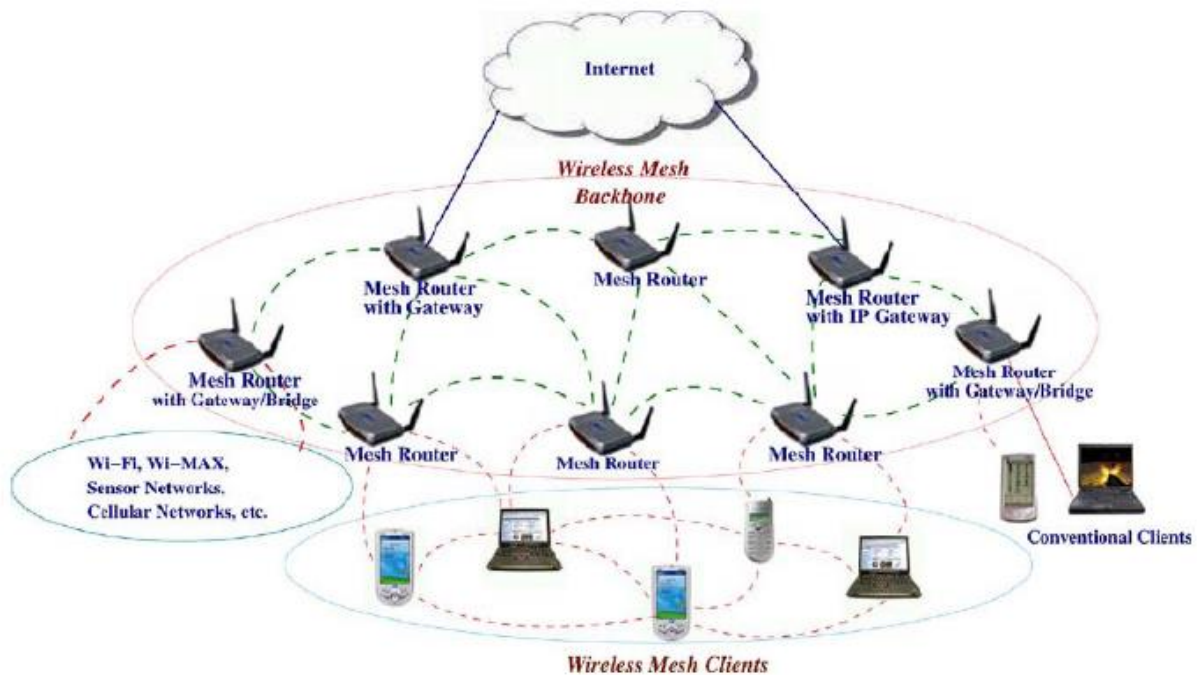 Internet
Wireless Mesh
Backbone
Mesh Router
with Gateway
Mesh Router
Mesh Router
with IP Gateway
Mesh Router
with Gateway/Bridge
Mesh Router
with Gateway/Bridge
Mesh Router
Mesh Router
Mesh Router
Wi-Fi, Wi-MAX,
Sensor Networks,
Cellular Networks, etc.
Conventional Clients
Wireless Mesh Clients